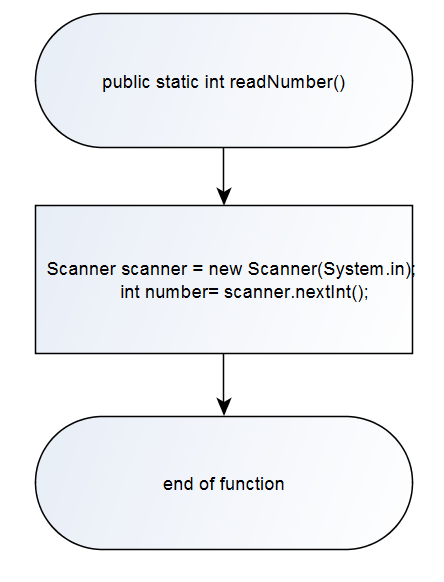 public static int readNumber()
Scanner scanner = new Scanner(System.in);
int number= scanner.nextInt();
end of function